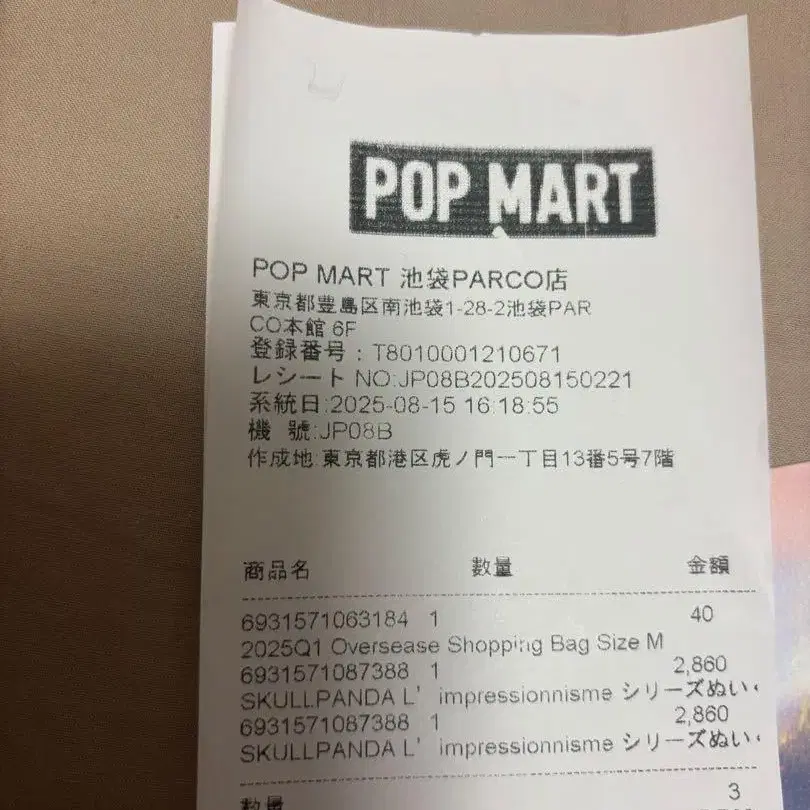 POP MART
POP MART 池袋PARCO店
東京都豊島区南池袋1-28-2池袋PAR
CO本館 6F
登録番号：T8010001210671
レシート NO:JP08B202508150221
系統日:2025-08-15 16:18:55
機 號:JP08B
作成地:東京都港区虎ノ門一丁目13番5号7階
商品名 数量 金額
6931571063184 1 40
2025Q1 Oversease Shopping Bag Size M
6931571087388 1 2,860
SKULLPANDA L' impressionnisme シリーズぬい
6931571087388 1 2,860
SKULLPANDA L' impressionnisme シリーズぬい
数量 3